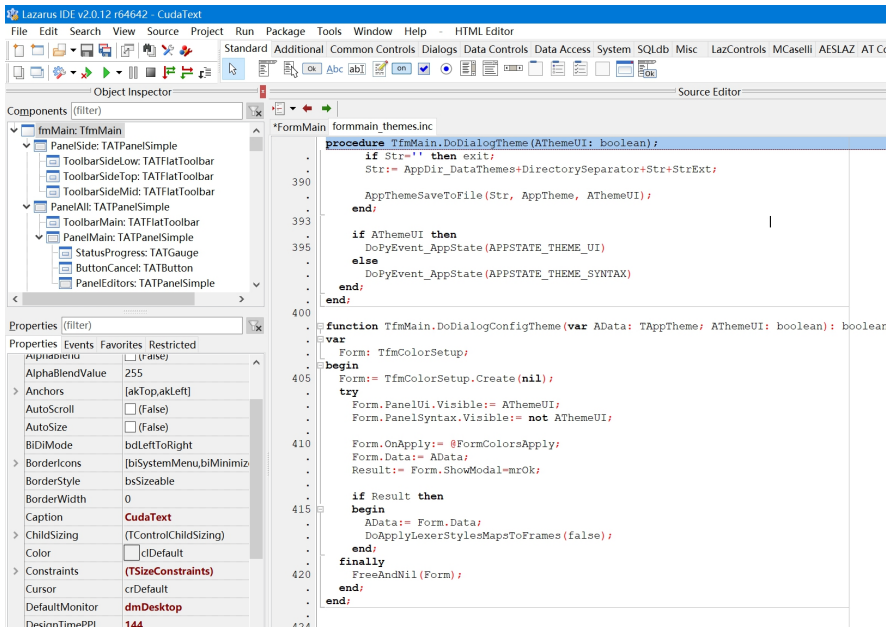 Lazarus IDE v2.0.12 r64642 - CudaText
File Edit Search View Source Project Run Package Tools Window Help - HTML Editor
Standard Additional Common Controls Dialogs Data Controls Data Access System SQLdb Misc LazControls MCaselli AESLAZ AT Co
Ok Abc abI on Ok
Object Inspector
Source Editor
Components (filter)
*FormMain formmain_themes.inc
fmMain: TfmMain
PanelSide: TATPanelSimple
ToolbarSideLow: TATFlatToolbar
ToolbarSideTop: TATFlatToolbar
ToolbarSideMid: TATFlatToolbar
PanelAll: TATPanelSimple
ToolbarMain: TATFlatToolbar
PanelMain: TATPanelSimple
StatusProgress: TATGauge
ButtonCancel: TATButton
PanelEditors: TATPanelSimple
Properties (filter)
Properties Events Favorites Restricted
AlphaBlend (False)
AlphaBlendValue 255
Anchors [akTop,akLeft]
AutoScroll (False)
AutoSize (False)
BiDiMode bdLeftToRight
BorderIcons [biSystemMenu,biMinimiz
BorderStyle bsSizeable
BorderWidth 0
Caption CudaText
ChildSizing (TControlChildSizing)
Color clDefault
Constraints (TSizeConstraints)
Cursor crDefault
DefaultMonitor dmDesktop
DesignTimePPI 144
procedure TfmMain.DoDialogTheme(AThemeUI: boolean);
if Str='' then exit;
Str:= AppDir_DataThemes+DirectorySeparator+Str+StrExt;
390
AppThemeSaveToFile(Str, AppTheme, AThemeUI);
end;
393
if AThemeUI then
395 DoPyEvent_AppState(APPSTATE_THEME_UI)
else
DoPyEvent_AppState(APPSTATE_THEME_SYNTAX)
end;
end;
400
function TfmMain.DoDialogConfigTheme(var AData: TAppTheme; AThemeUI: boolean): boolean
var
Form: TfmColorSetup;
begin
405 Form:= TfmColorSetup.Create(nil);
try
Form.PanelUi.Visible:= AThemeUI;
Form.PanelSyntax.Visible:= not AThemeUI;
410 Form.OnApply:= @FormColorsApply;
Form.Data:= AData;
Result:= Form.ShowModal=mrOk;
if Result then
415 begin
AData:= Form.Data;
DoApplyLexerStylesMapsToFrames(false);
end;
finally
420 FreeAndNil(Form);
end;
end;
424